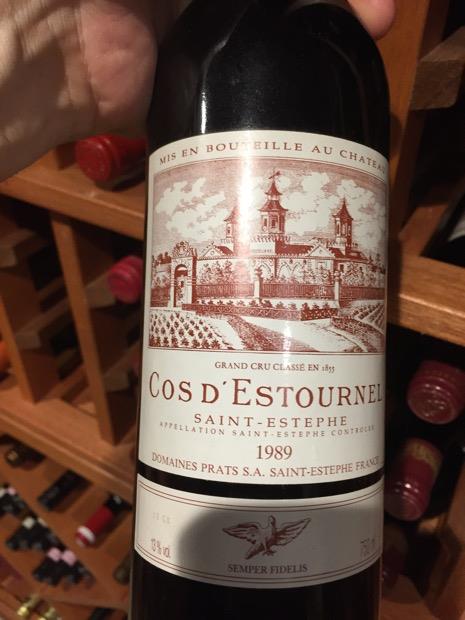 MIS EN BOUTEILLE AU CHATEAU
GRAND CRU CLASSÉ EN 1855
COS D'ESTOURNEL
SAINT-ESTEPHE
APPELLATION SAINT-ESTEPHE CONTROLEE
1989
DOMAINES PRATS S.A. SAINT-ESTEPHE FRANCE
13% vol.
750 ml
SEMPER FIDELIS